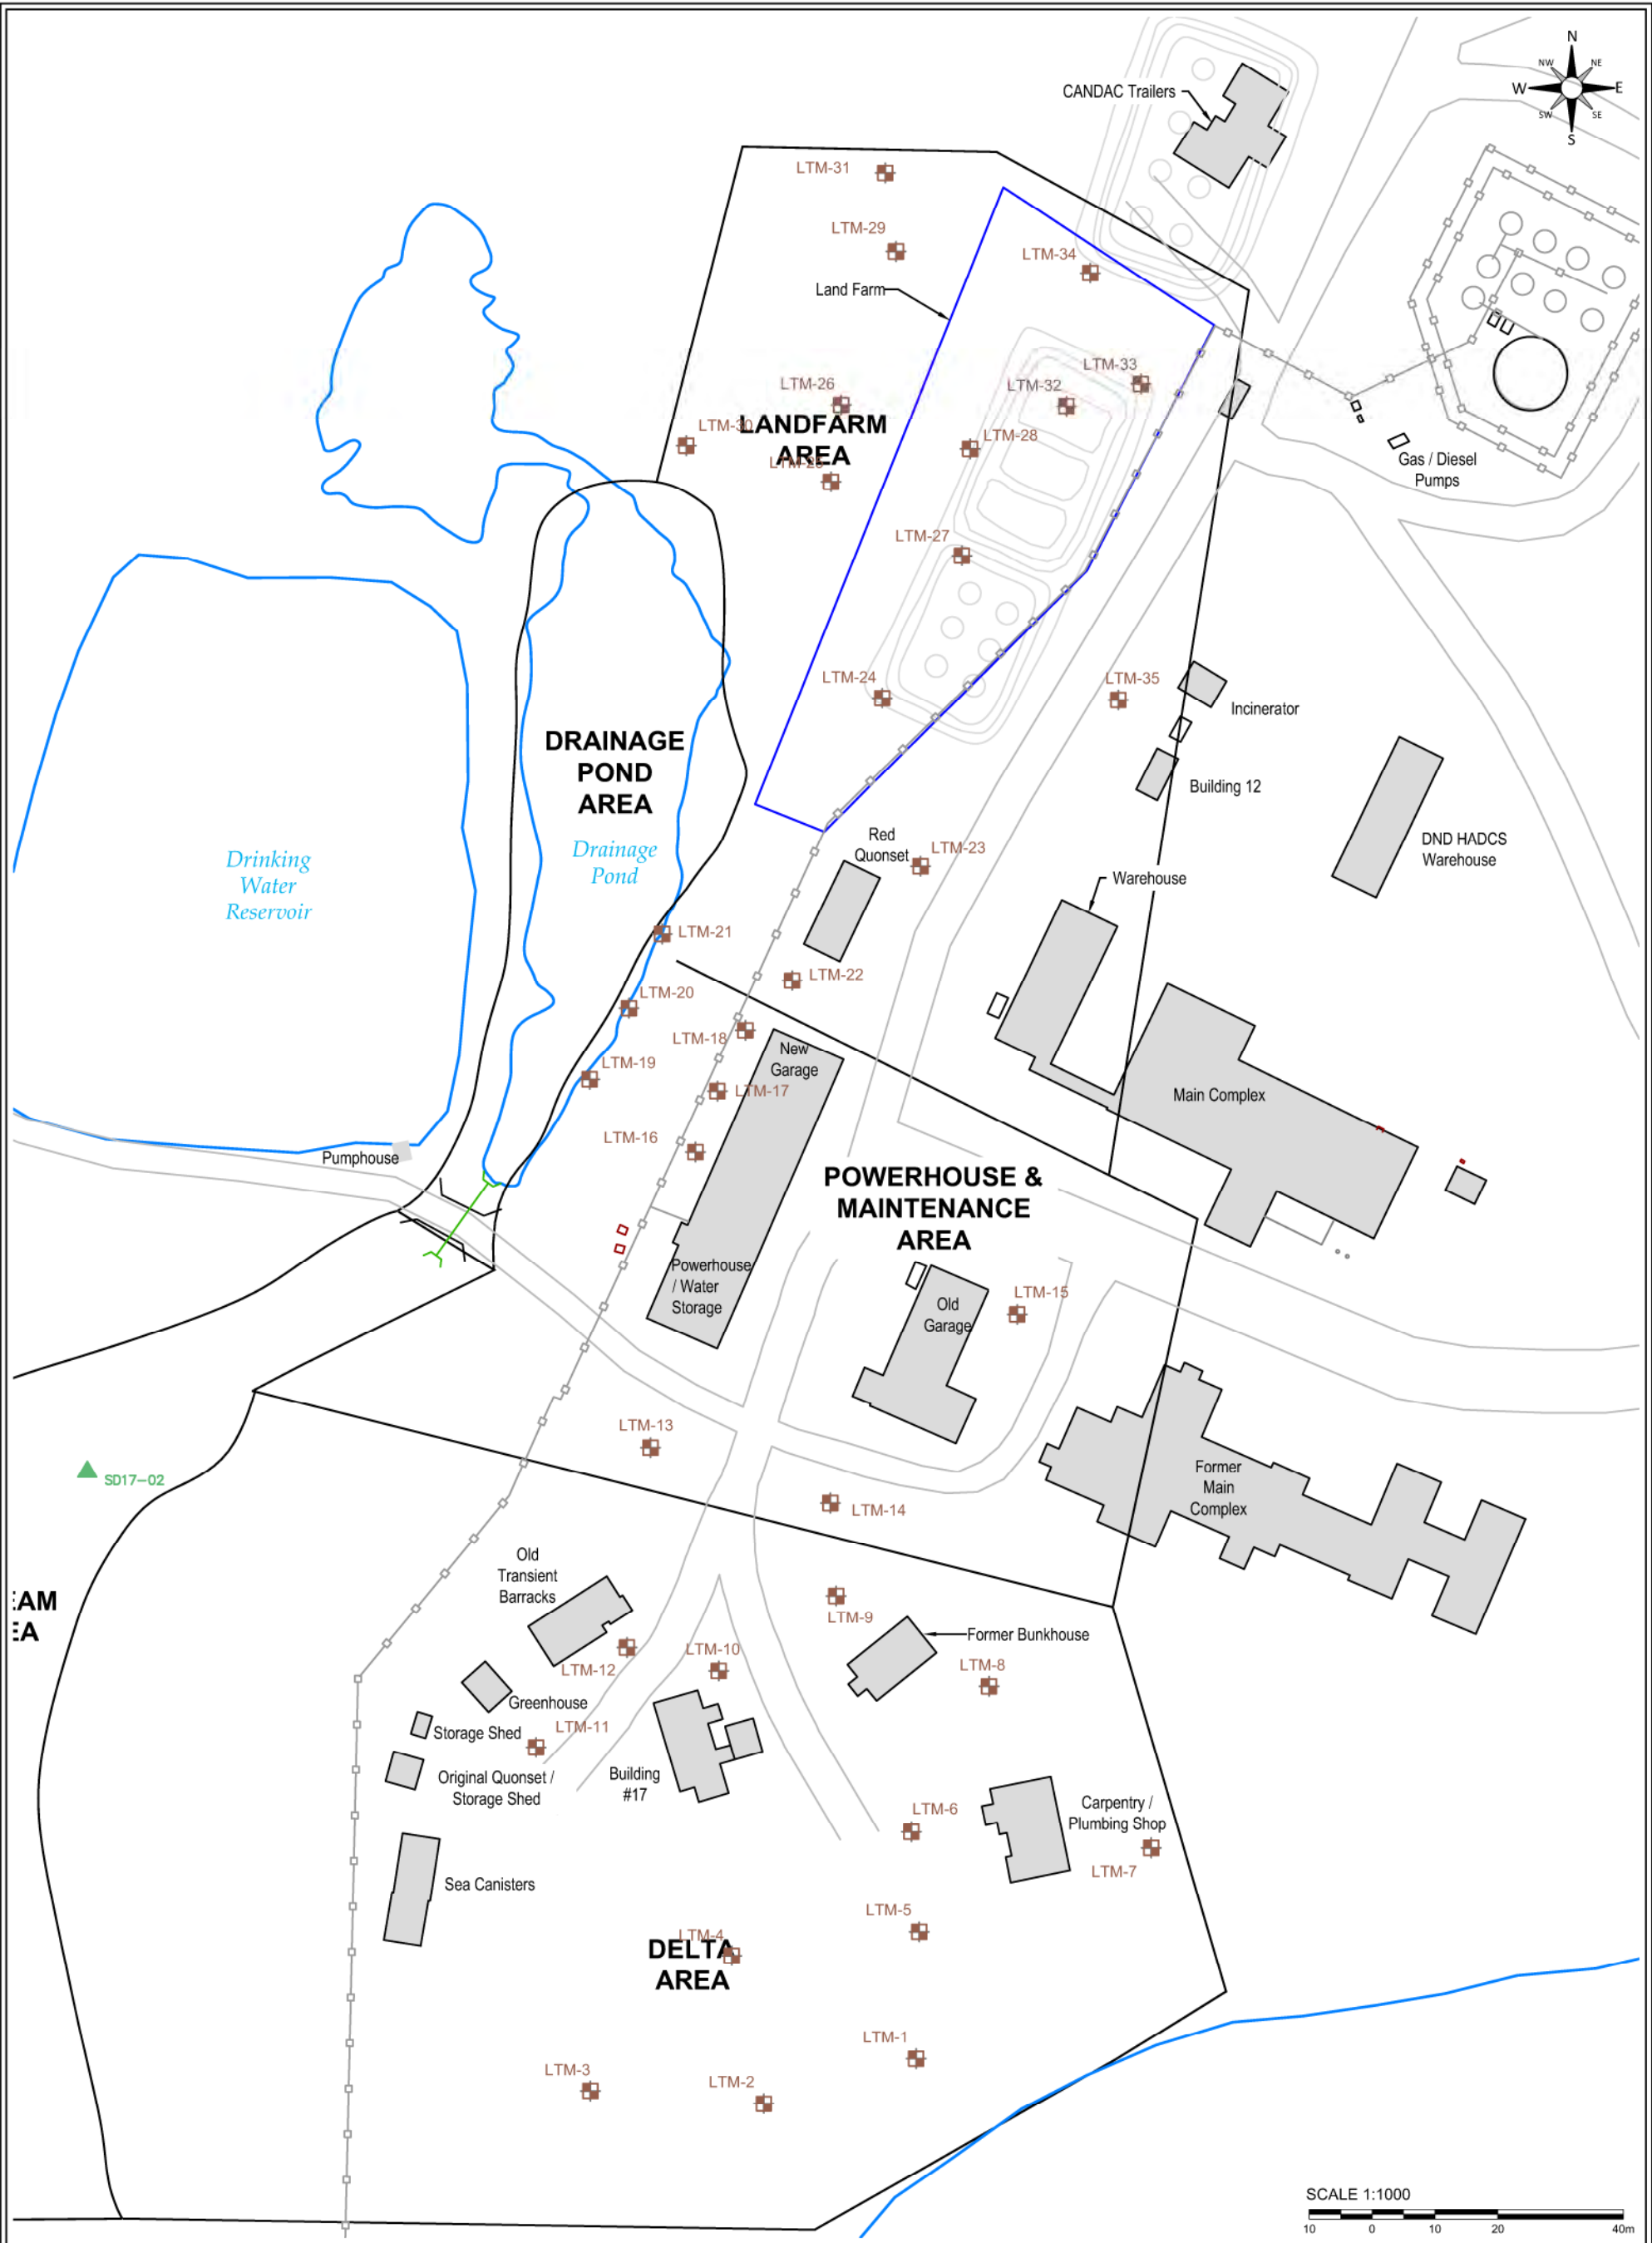 N
NW
NE
W
E
SW
SE
S
CANDAC Trailers
LTM-31
LTM-29
LTM-34
Land Farm
LTM-33
LTM-26
LTM-32
LTM-30
LANDFARM
AREA
LTM-28
Gas / Diesel
Pumps
LTM-27
LTM-24
LTM-35
Incinerator
DRAINAGE
POND
AREA
Building 12
Red
Quonset
LTM-23
DND HADCS
Warehouse
Drinking
Water
Reservoir
Drainage
Pond
Warehouse
LTM-21
LTM-22
LTM-20
LTM-18
New
Garage
LTM-19
LTM-17
Main Complex
LTM-16
Pumphouse
POWERHOUSE &
MAINTENANCE
AREA
Powerhouse
/ Water
Storage
Old
Garage
LTM-15
LTM-13
SD17-02
Former
Main
Complex
LTM-14
Old
Transient
Barracks
EAM
EA
LTM-9
Former Bunkhouse
LTM-12
LTM-10
LTM-8
Greenhouse
LTM-11
Storage Shed
Original Quonset /
Storage Shed
Building
#17
LTM-6
Carpentry /
Plumbing Shop
LTM-7
Sea Canisters
LTM-5
LTM-4
DELTA
AREA
LTM-1
LTM-3
LTM-2
SCALE 1:1000
10 0 10 20 40m